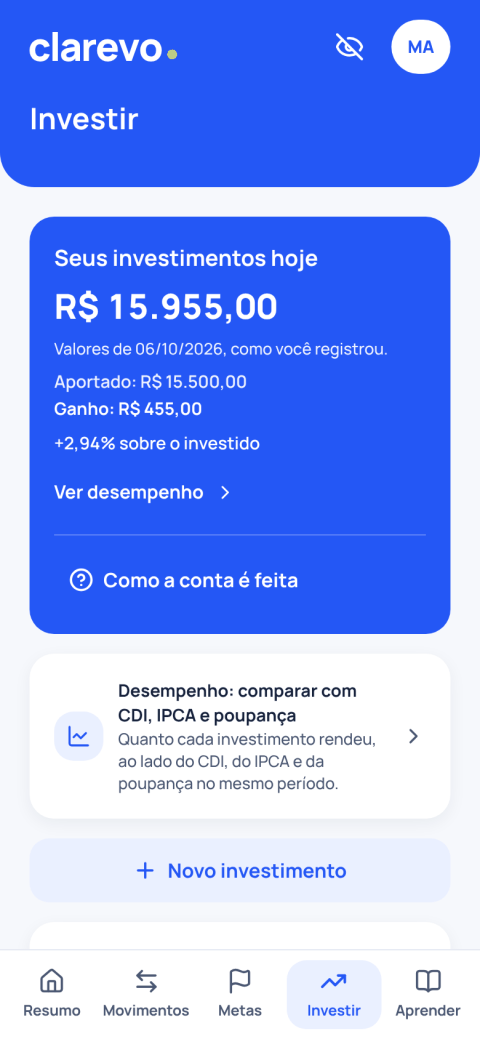 clarevo
MA
Investir
Seus investimentos hoje
R$ 15.955,00
Valores de 06/10/2026, como você registrou.
Aportado: R$ 15.500,00
Ganho: R$ 455,00
+2,94% sobre o investido
Ver desempenho
Como a conta é feita
Desempenho: comparar com
CDI, IPCA e poupança
Quanto cada investimento rendeu,
ao lado do CDI, do IPCA e da
poupança no mesmo período.
+ Novo investimento
Resumo
Movimentos
Metas
Investir
Aprender